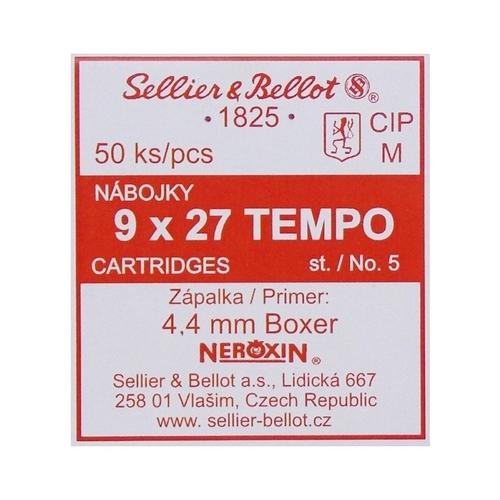 Sellier & Bellot ®
• 1825 •
CIP
50 ks/pcs
M
NÁBOJKY
9 x 27 TEMPO
CARTRIDGES st. / No. 5
Zápalka / Primer:
4,4 mm Boxer
NEROXIN ®
Sellier & Bellot a.s., Lidická 667
258 01 Vlašim, Czech Republic
www.sellier-bellot.cz